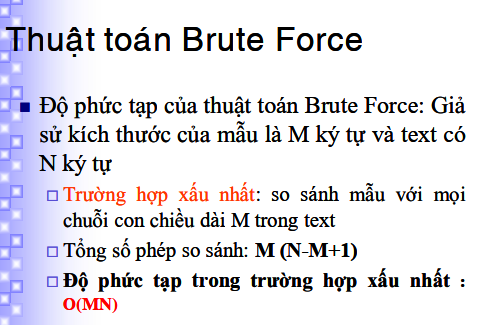 Thuật toán Brute Force
Độ phức tạp của thuật toán Brute Force: Giả
sử kích thước của mẫu là M ký tự và text có
N ký tự
Trường hợp xấu nhất: so sánh mẫu với mọi
chuỗi con chiều dài M trong text
Tổng số phép so sánh: M (N-M+1)
Độ phức tạp trong trường hợp xấu nhất :
O(MN)